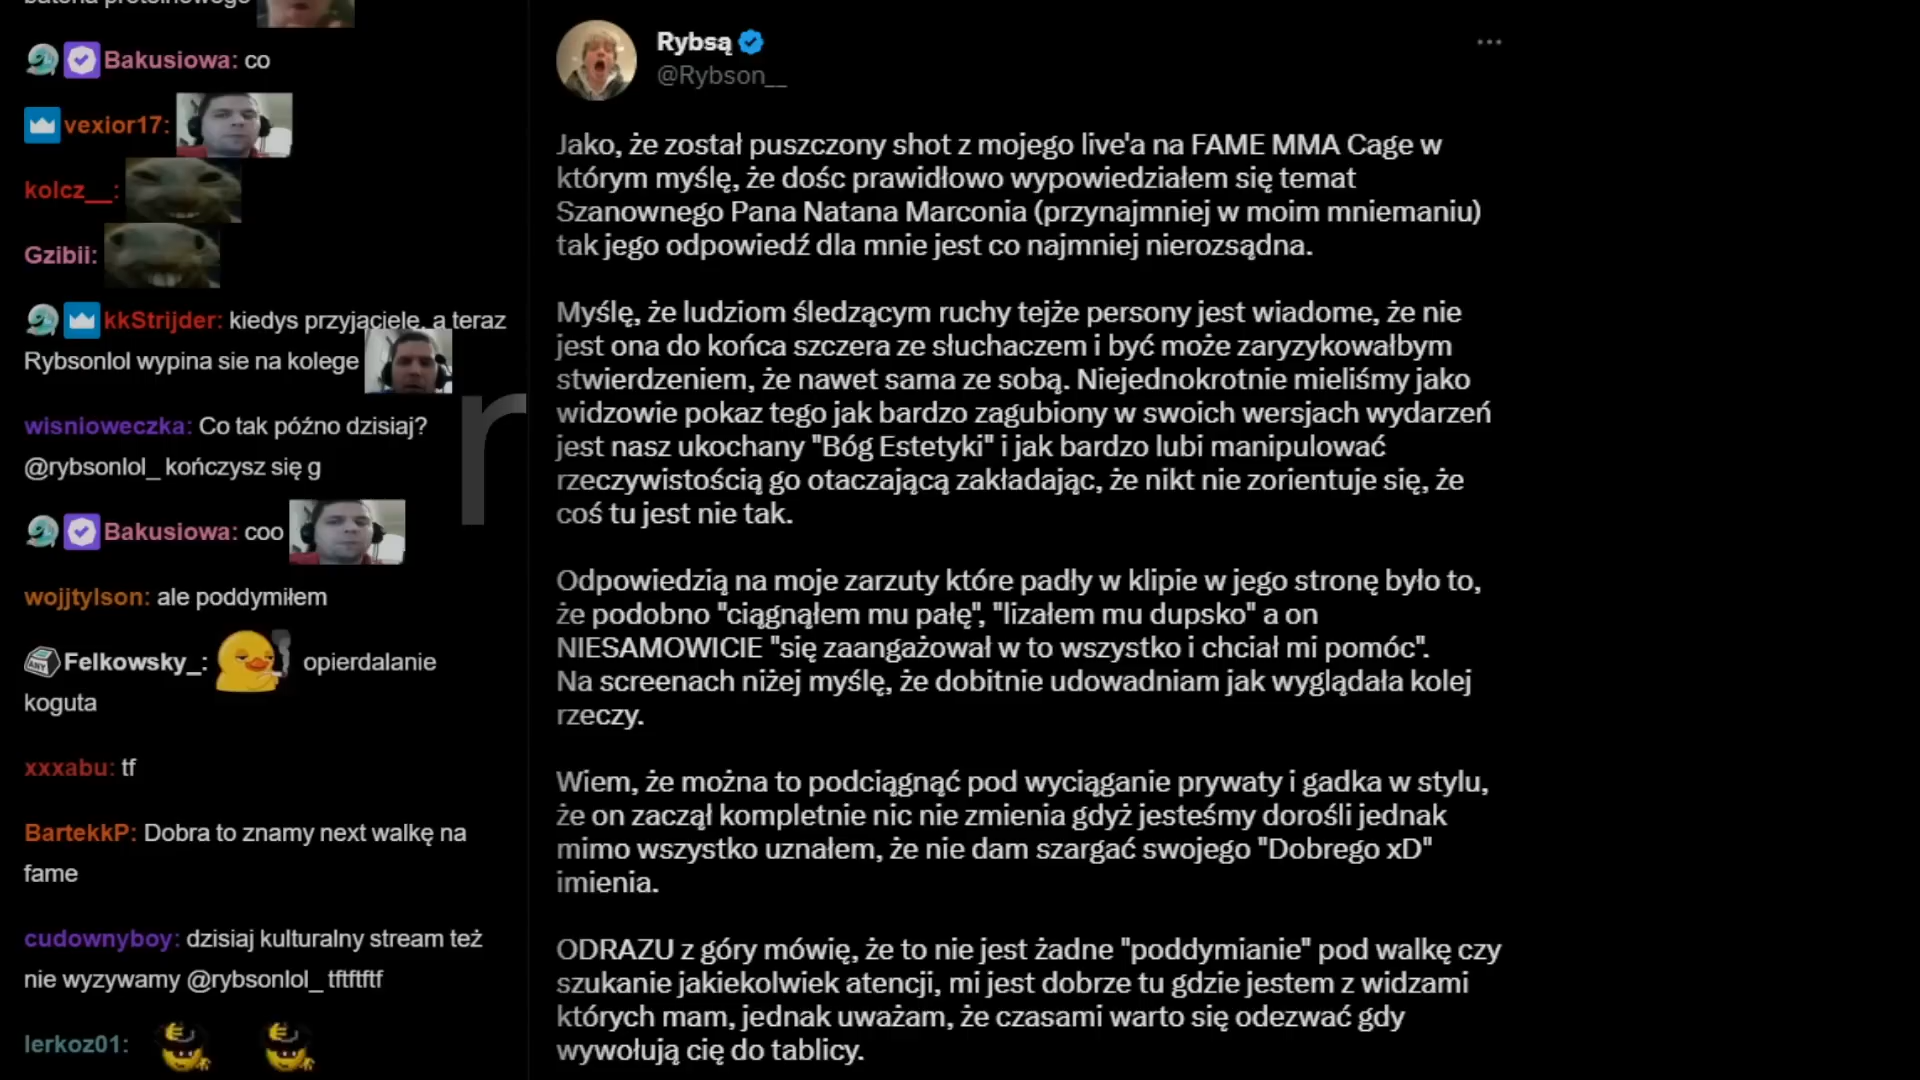 Bakusiowa: co
vexior17:
kolcz__:
Gzibii:
kkStrijder: kiedys przyjaciele, a teraz
Rybsonlol wypina sie na kolege
wisnioweczka: Co tak późno dzisiaj?
@rybsonlol_ kończysz się g
Bakusiowa: coo
wojjtylson: ale poddymiłem
ANY Felkowsky_: opierdalanie
koguta
xxxabu: tf
BartekkP: Dobra to znamy next walkę na
fame
cudownyboy: dzisiaj kulturalny stream też
nie wyzywamy @rybsonlol_ tftftftf
lerkoz01:
r
Rybsą
@Rybson__
Jako, że został puszczony shot z mojego live'a na FAME MMA Cage w
którym myślę, że dośc prawidłowo wypowiedziałem się temat
Szanownego Pana Natana Marconia (przynajmniej w moim mniemaniu)
tak jego odpowiedź dla mnie jest co najmniej nierozsądna.
Myślę, że ludziom śledzącym ruchy tejże persony jest wiadome, że nie
jest ona do końca szczera ze słuchaczem i być może zaryzykowałbym
stwierdzeniem, że nawet sama ze sobą. Niejednokrotnie mieliśmy jako
widzowie pokaz tego jak bardzo zagubiony w swoich wersjach wydarzeń
jest nasz ukochany "Bóg Estetyki" i jak bardzo lubi manipulować
rzeczywistością go otaczającą zakładając, że nikt nie zorientuje się, że
coś tu jest nie tak.
Odpowiedzią na moje zarzuty które padły w klipie w jego stronę było to,
że podobno "ciągnąłem mu pałę", "lizałem mu dupsko" a on
NIESAMOWICIE "się zaangażował w to wszystko i chciał mi pomóc".
Na screenach niżej myślę, że dobitnie udowadniam jak wyglądała kolej
rzeczy.
Wiem, że można to podciągnąć pod wyciąganie prywaty i gadka w stylu,
że on zaczął kompletnie nic nie zmienia gdyż jesteśmy dorośli jednak
mimo wszystko uznałem, że nie dam szargać swojego "Dobrego xD"
imienia.
ODRAZU z góry mówię, że to nie jest żadne "poddymianie" pod walkę czy
szukanie jakiekolwiek atencji, mi jest dobrze tu gdzie jestem z widzami
których mam, jednak uważam, że czasami warto się odezwać gdy
wywołują cię do tablicy.